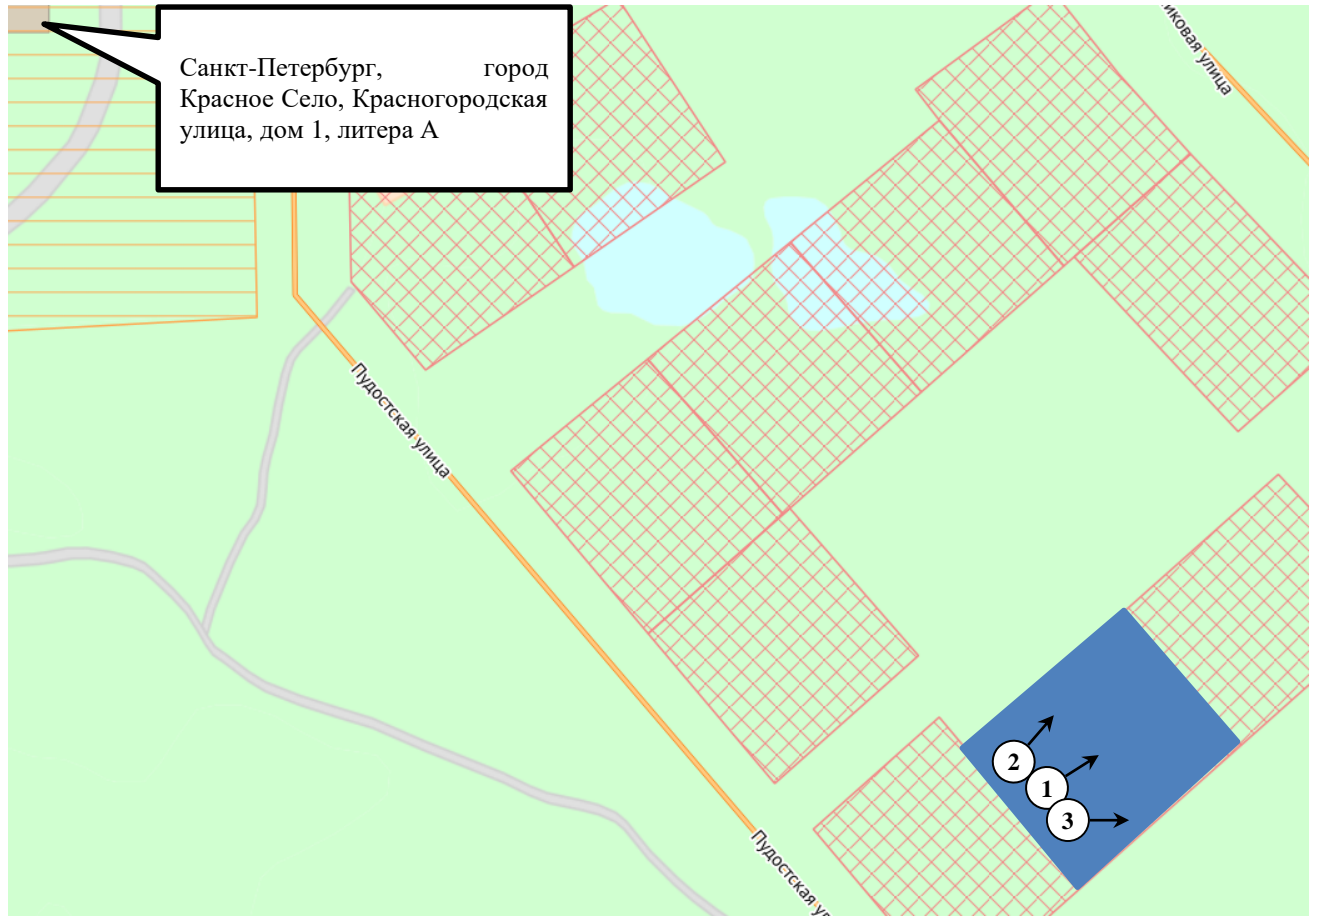 Санкт-Петербург, город
Красное Село, Красногородская
улица, дом 1, литера А
иковая улица
Пудостская улица
2
1
3
Пудостская ул